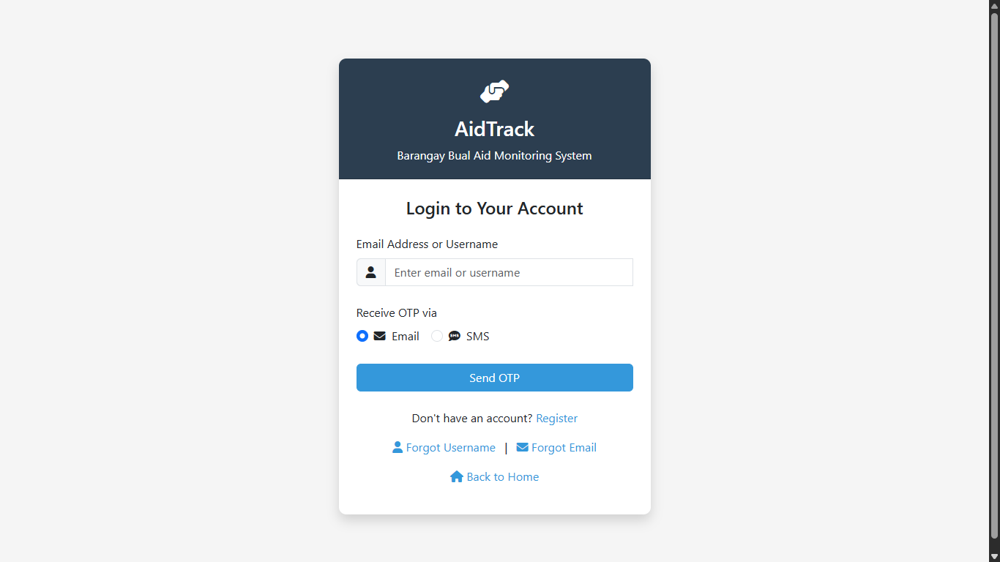 AidTrack
Barangay Bual Aid Monitoring System
Login to Your Account
Email Address or Username
Enter email or username
Receive OTP via
Email SMS SMS
Send OTP
Don't have an account? Register
Forgot Username | Forgot Email
Back to Home